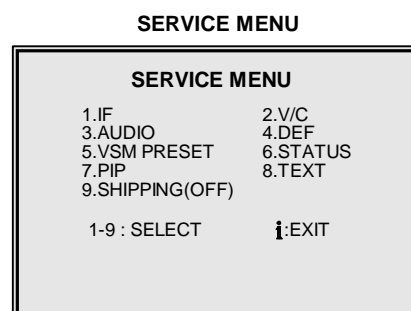 SERVICE MENU
SERVICE MENU
1.IF 2.V/C
3.AUDIO 4.DEF
5.VSM PRESET 6.STATUS
7.PIP 8.TEXT
9.SHIPPING(OFF)
1-9 : SELECT i:EXIT